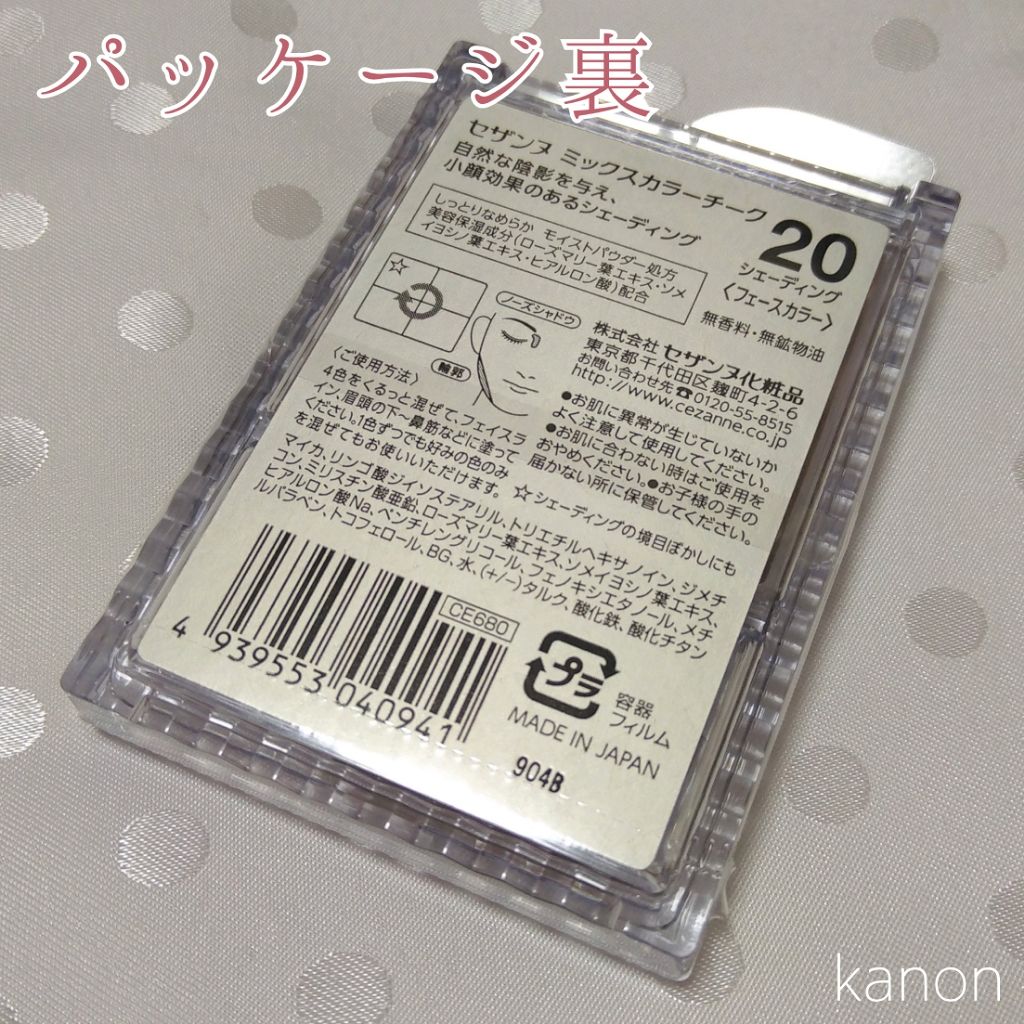 パッケージ裏
セザンヌ ミックスカラーチーク
自然な陰影を与え、
小顔効果のあるシェーディング
20
シェーディング
〈フェースカラー〉
無香料・無鉱物油
しっとりなめらか モイストパウダー処方
美容保湿成分(ローズマリー葉エキス・ソメ
イヨシノ葉エキス・ヒアルロン酸)配合
☆
ノーズシャドウ
輪郭
株式会社 セザンヌ化粧品
東京都千代田区麹町4-2-6
お問い合わせ先☎0120-55-8515
http://www.cezanne.co.jp
●お肌に異常が生じていないか
よく注意して使用してください。
●お肌に合わない時はご使用を
おやめください。●お子様の手の
届かない所に保管してください。
〈ご使用方法〉
4色をくるっと混ぜて、フェイスラ
イン、眉頭の下〜鼻筋などに塗って
ください。1色ずつでも好みの色のみ
を混ぜてもお使いいただけます。 ☆シェーディングの境目ぼかしにも
マイカ、リンゴ酸ジイソステアリル、トリエチルヘキサノイン、ジメチ
コン、ミリスチン酸亜鉛、ローズマリー葉エキス、ソメイヨシノ葉エキス、
ヒアルロン酸Na、ペンチレングリコール、フェノキシエタノール、メチ
ルパラベン、トコフェロール、BG、水、(+/−)タルク、酸化鉄、酸化チタン
CE680
4 939553 040941
プラ
容器
フィルム
MADE IN JAPAN
904B
kanon